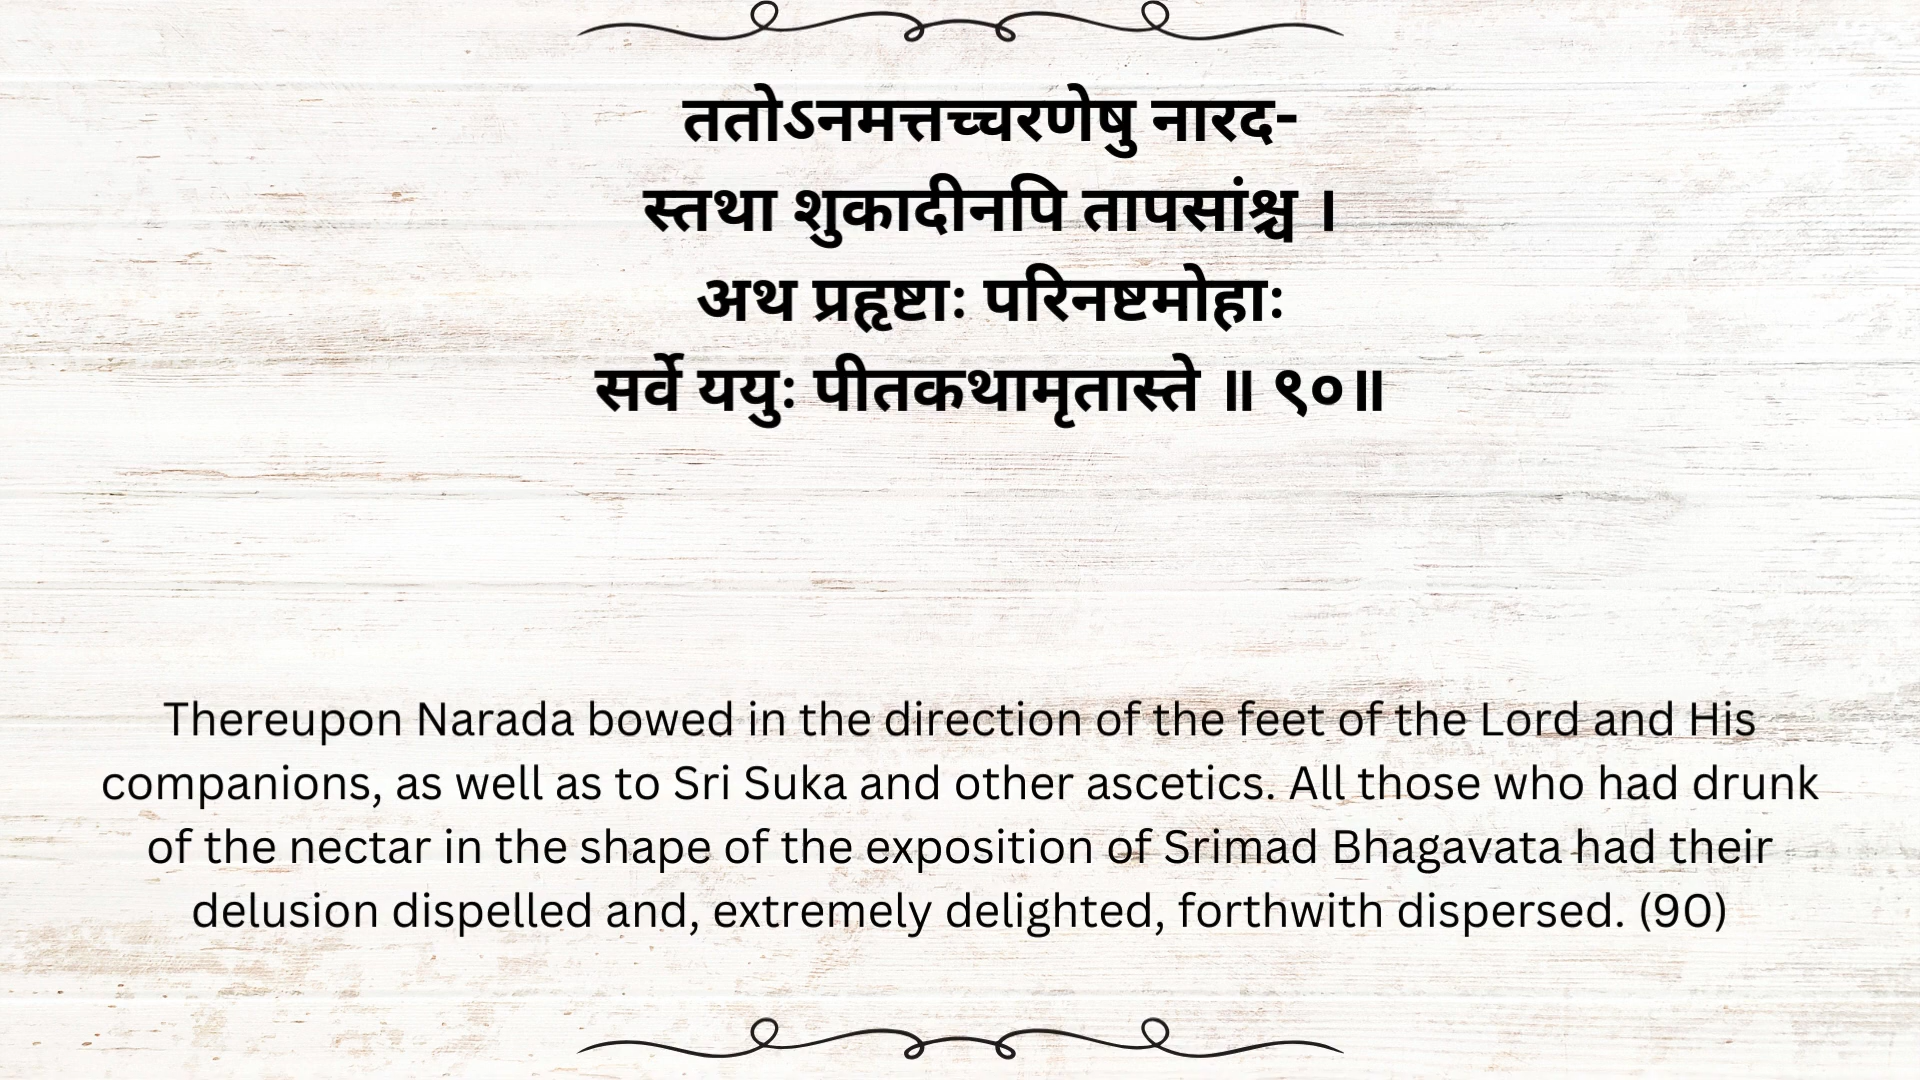 ततोऽनमत्तच्चरणेषु नारद-
स्तथा शुकादीनपि तापसांश्च ।
अथ प्रहृष्टाः परिनष्टमोहाः
सर्वे ययुः पीतकथामृतास्ते ॥ ९०॥
Thereupon Narada bowed in the direction of the feet of the Lord and His
companions, as well as to Sri Suka and other ascetics. All those who had drunk
of the nectar in the shape of the exposition of Srimad Bhagavata had their
delusion dispelled and, extremely delighted, forthwith dispersed. (90)